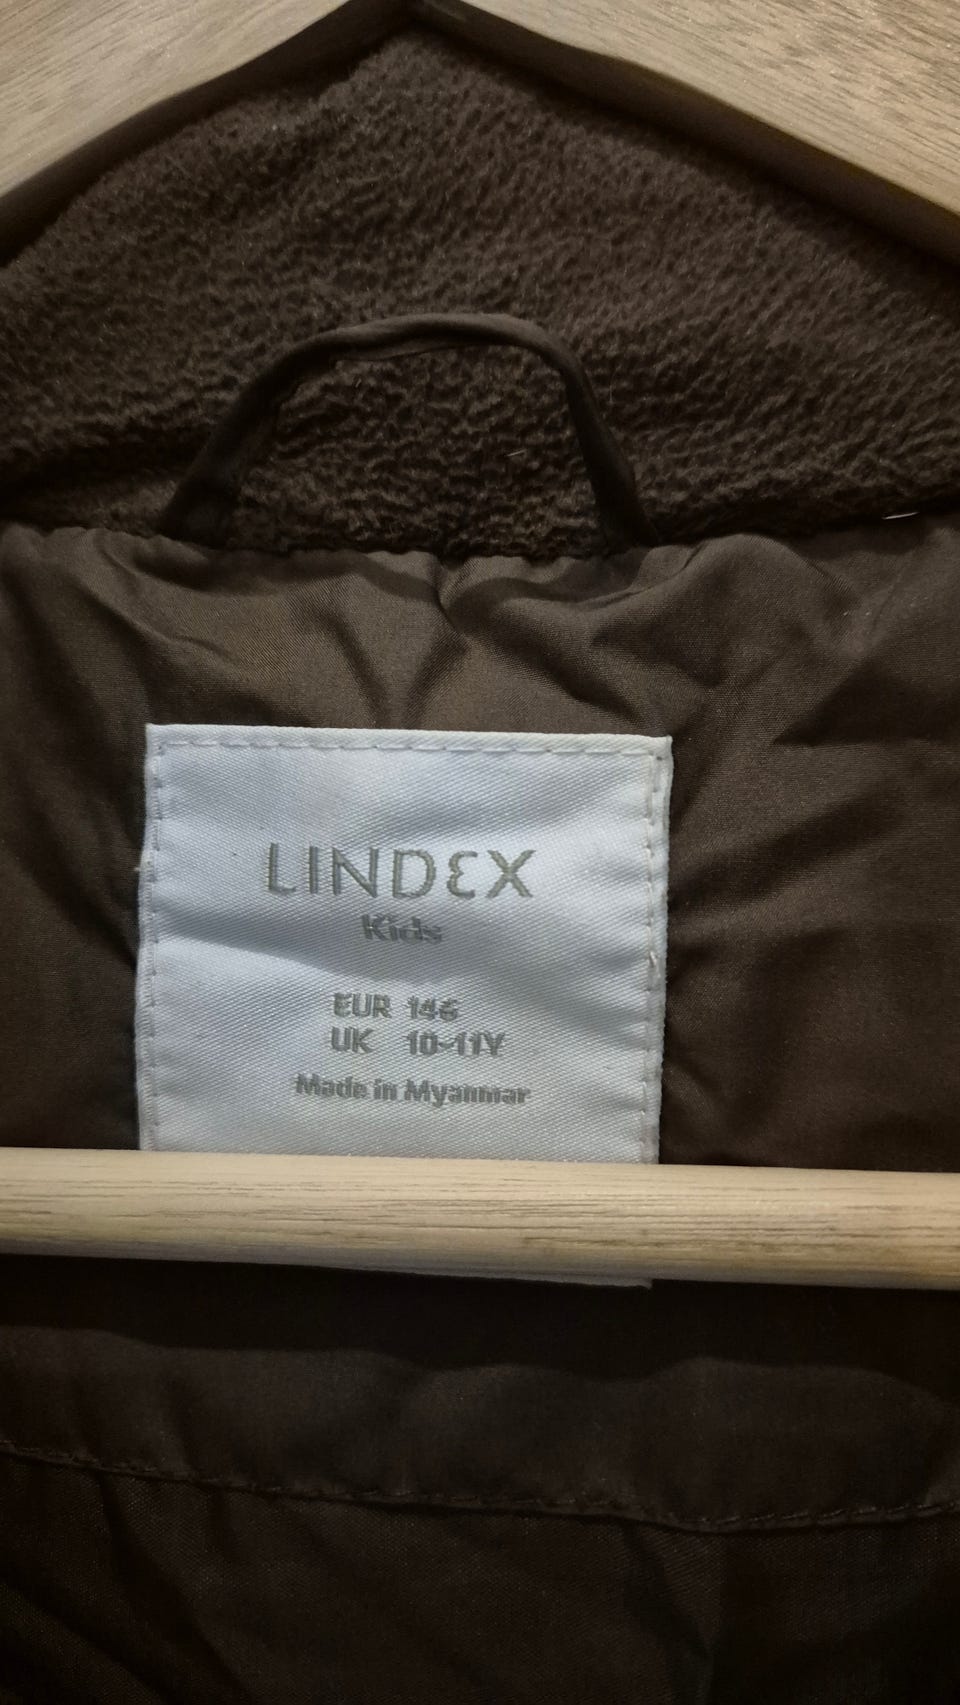 LINDEX
Kids
EUR 146
UK 10-11Y
Made in Myanmar